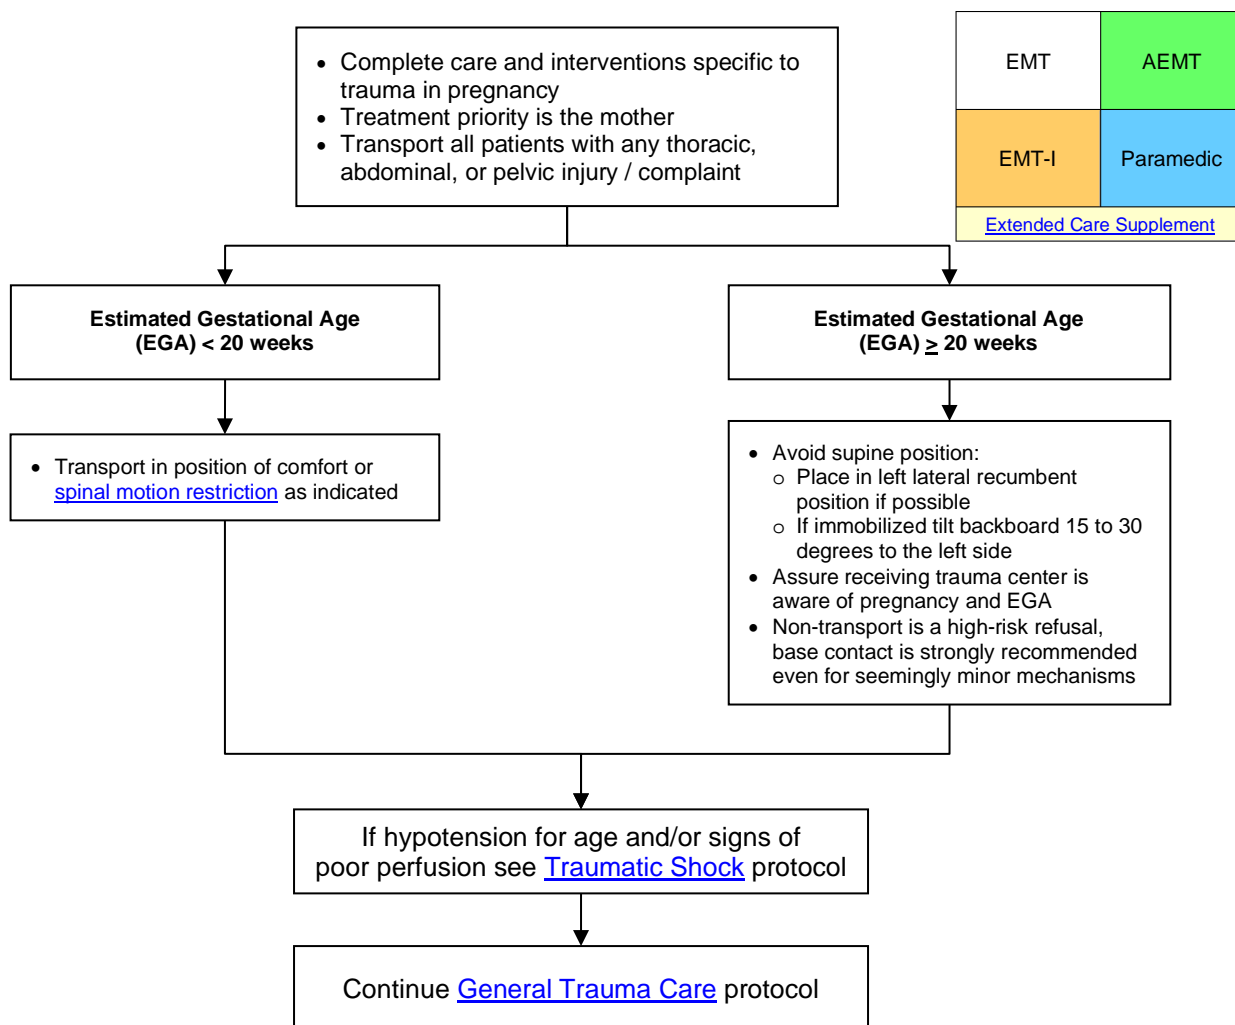 • Complete care and interventions specific to
trauma in pregnancy
• Treatment priority is the mother
• Transport all patients with any thoracic,
abdominal, or pelvic injury / complaint
EMT
AEMT
EMT-I
Paramedic
Extended Care Supplement
Estimated Gestational Age
(EGA) < 20 weeks
Estimated Gestational Age
(EGA) ≥ 20 weeks
• Transport in position of comfort or
spinal motion restriction as indicated
• Avoid supine position:
o Place in left lateral recumbent
position if possible
o If immobilized tilt backboard 15 to 30
degrees to the left side
• Assure receiving trauma center is
aware of pregnancy and EGA
• Non-transport is a high-risk refusal,
base contact is strongly recommended
even for seemingly minor mechanisms
If hypotension for age and/or signs of
poor perfusion see Traumatic Shock protocol
Continue General Trauma Care protocol